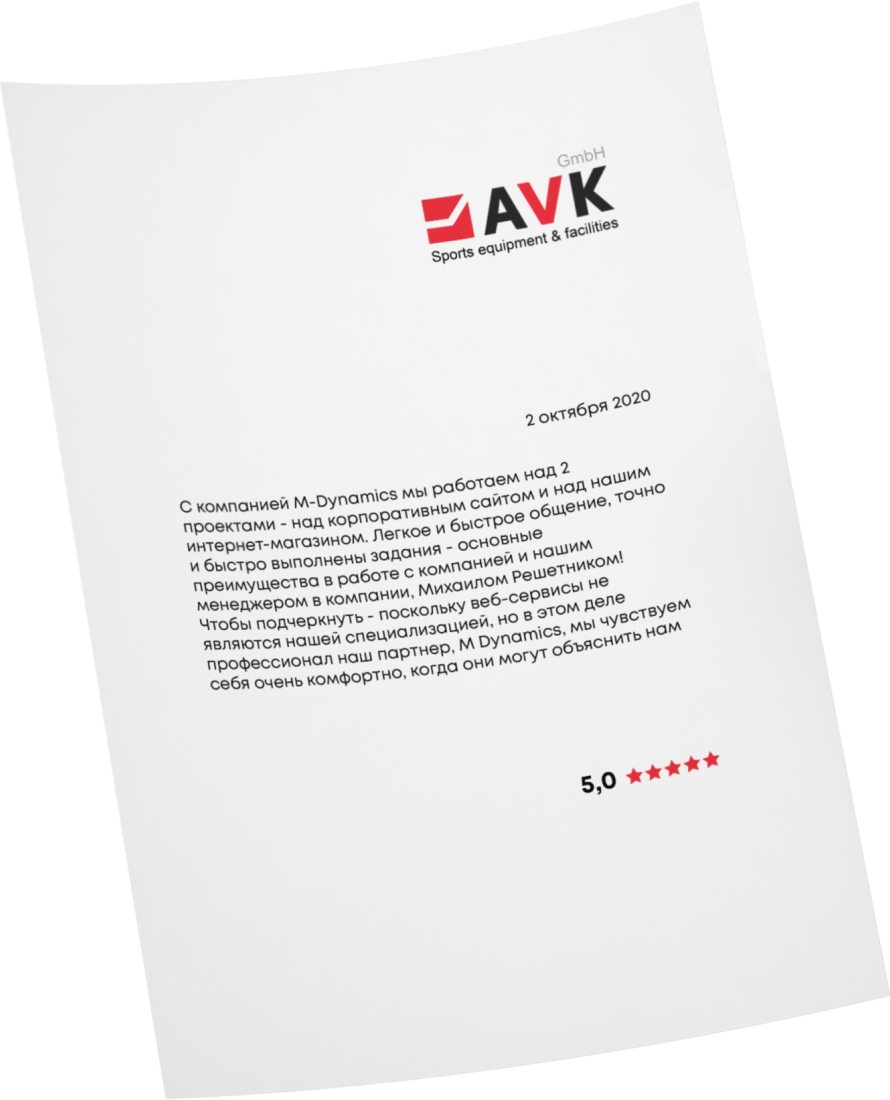 GmbH
AVK
Sports equipment & facilities
2 октября 2020
С компанией M-Dynamics мы работаем над 2
проектами - над корпоративным сайтом и над нашим
интернет-магазином. Легкое и быстрое общение, точно
и быстро выполнены задания - основные
преимущества в работе с компанией и нашим
менеджером в компании, Михаилом Решетником!
Чтобы подчеркнуть - поскольку веб-сервисы не
являются нашей специализацией, но в этом деле
профессионал наш партнер, M Dynamics, мы чувствуем
себя очень комфортно, когда они могут объяснить нам
5,0